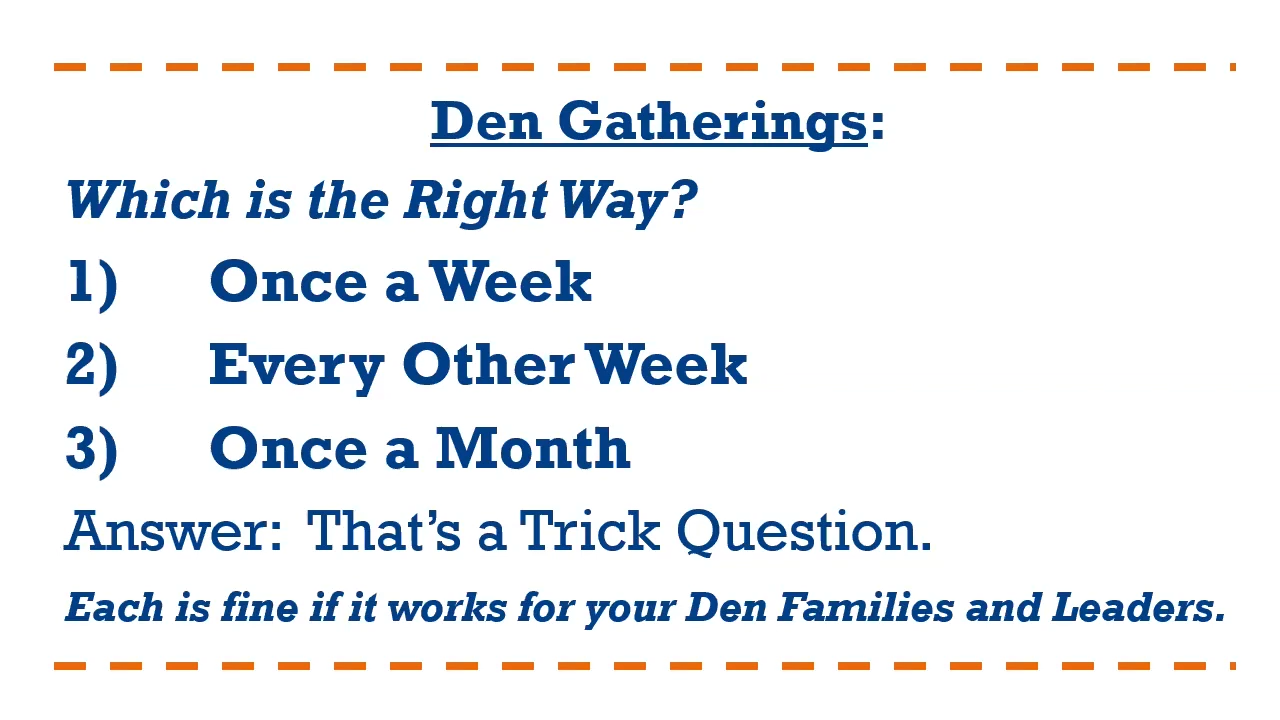 Den Gatherings:
Which is the Right Way?
1) Once a Week
2) Every Other Week
3) Once a Month
Answer: That’s a Trick Question.
Each is fine if it works for your Den Families and Leaders.